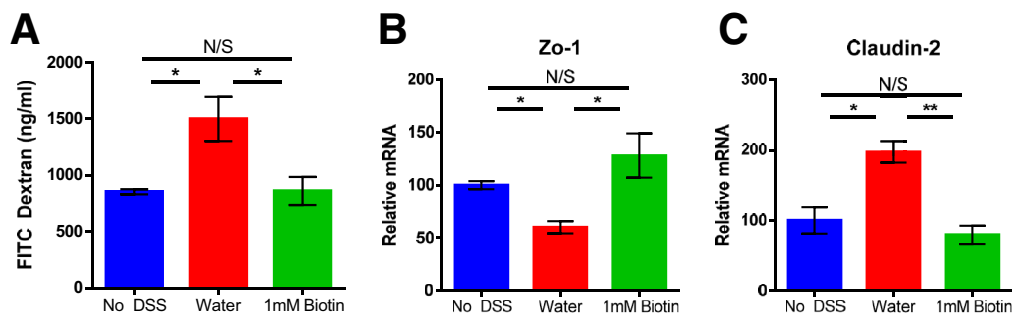 A
FITC Dextran (ng/ml)
2000
1500
1000
500
0
N/S
*
*
No DSS
Water
1mM Biotin
B
Zo-1
Relative mRNA
200
150
100
50
0
N/S
*
*
No DSS
Water
1mM Biotin
C
Claudin-2
Relative mRNA
300
200
100
0
N/S
*
**
No DSS
Water
1mM Biotin